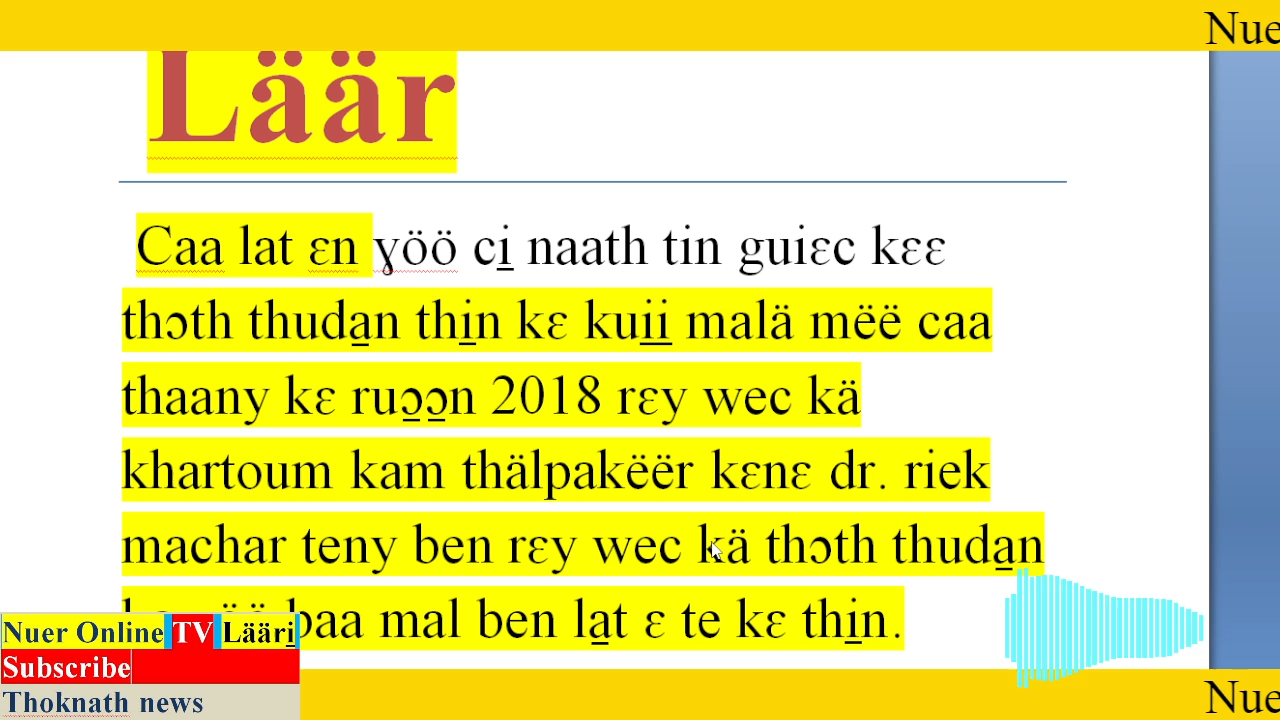 Nue
Läär
Caa lat ɛn ɣöö ci̱ naath tin guiɛc kɛɛ
thɔth thuda̱n thi̱n kɛ kui̱i̱ malä mëë caa
thaany kɛ ruɔ̱ɔ̱n 2018 rɛy wec kä
khartoum kam thälpakëër kɛnɛ dr. riek
machar teny ben rɛy wec kä thɔth thuda̱n
baa mal ben la̱t ɛ te kɛ thi̱n.
Nuer Online TV Lääri̱
Subscribe
Thoknath news
Nue